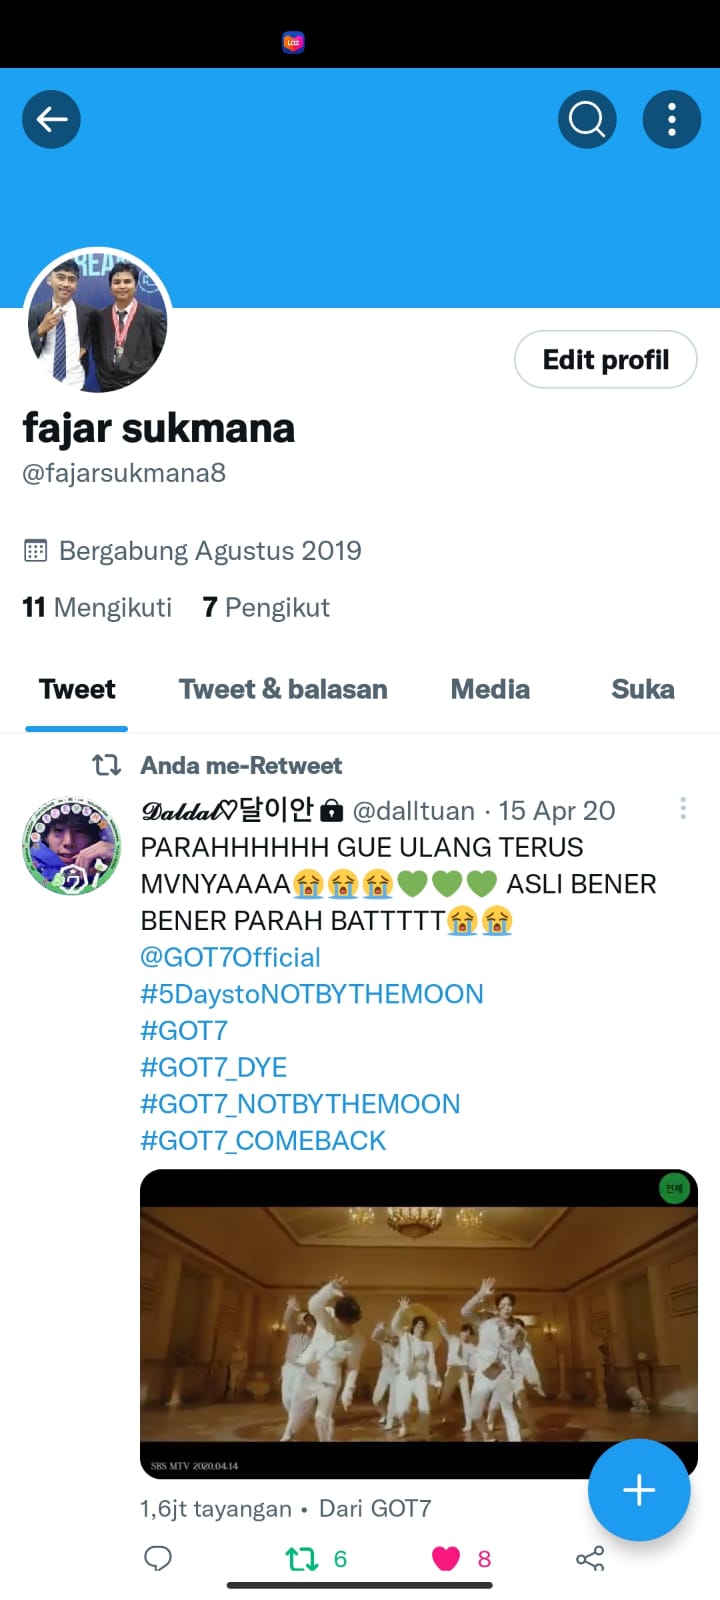 Laz
REA
Edit profil
fajar sukmana
@fajarsukmana8
Bergabung Agustus 2019
11 Mengikuti 7 Pengikut
Tweet Tweet & balasan Media Suka
Anda me-Retweet
𝓓𝓪𝓵𝓭𝓪𝓵♡달이안🔒 @dalltuan · 15 Apr 20
PARAHHHHHH GUE ULANG TERUS
MVNYAAAA😭😭😭💚💚💚 ASLI BENER
BENER PARAH BATTTTT😭😭
@GOT7Official
#5DaystoNOTBYTHEMOON
#GOT7
#GOT7_DYE
#GOT7_NOTBYTHEMOON
#GOT7_COMEBACK
전체
SBS MTV 2020.04.14
1,6jt tayangan • Dari GOT7
6 8